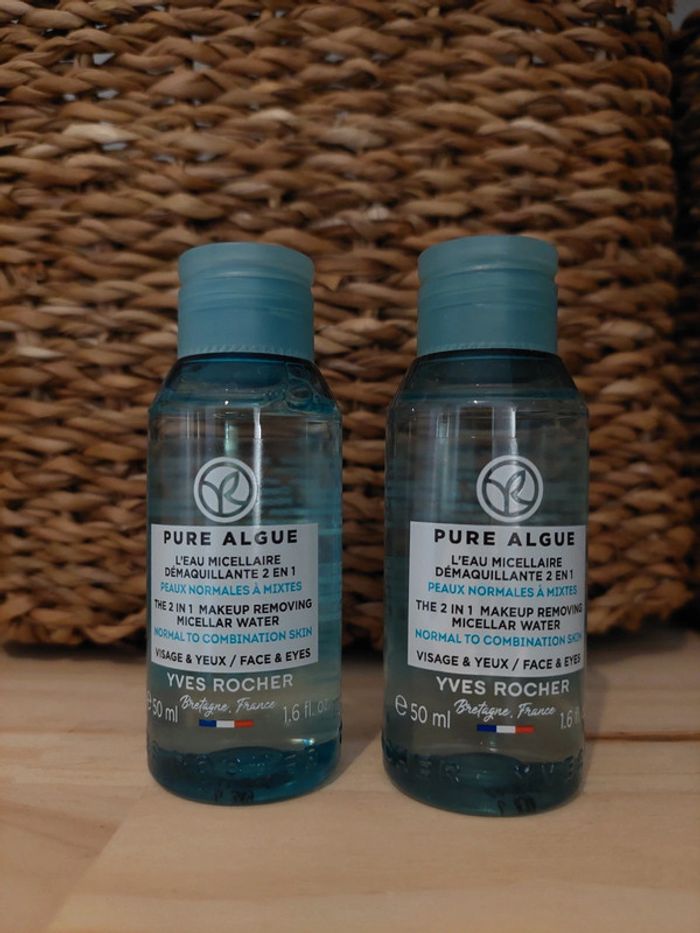 PURE ALGUE
L'EAU MICELLAIRE
DÉMAQUILLANTE 2 EN 1
PEAUX NORMALES À MIXTES
THE 2 IN 1 MAKEUP REMOVING
MICELLAR WATER
NORMAL TO COMBINATION SKIN
VISAGE & YEUX / FACE & EYES
YVES ROCHER
Bretagne, France
℮ 50 ml
1,6 fl. oz
PURE ALGUE
L'EAU MICELLAIRE
DÉMAQUILLANTE 2 EN 1
PEAUX NORMALES À MIXTES
THE 2 IN 1 MAKEUP REMOVING
MICELLAR WATER
NORMAL TO COMBINATION SKIN
VISAGE & YEUX / FACE & EYES
YVES ROCHER
Bretagne, France
℮ 50 ml
1,6 fl.